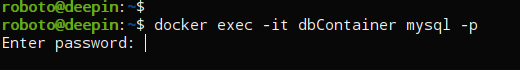 roboto@deepin:~$
roboto@deepin:~$ docker exec -it dbContainer mysql -p
Enter password: